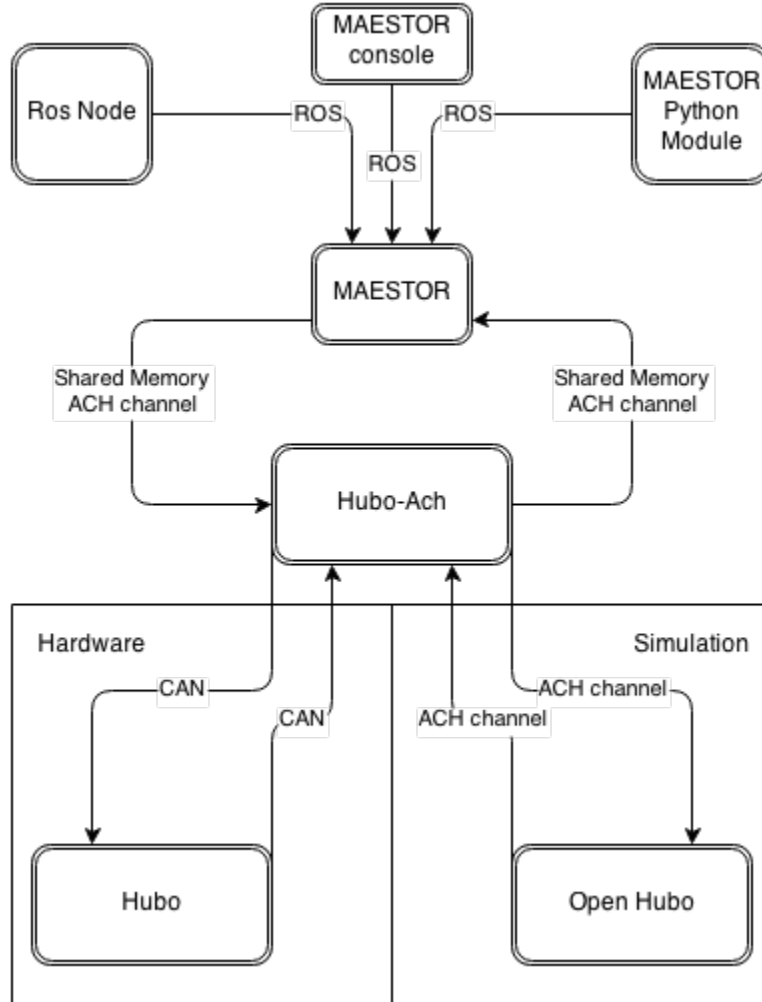 MAESTOR
console
Ros Node
MAESTOR
Python
Module
ROS
ROS
ROS
MAESTOR
Shared Memory
ACH channel
Shared Memory
ACH channel
Hubo-Ach
Hardware
Simulation
CAN
ACH channel
CAN
ACH channel
Hubo
Open Hubo